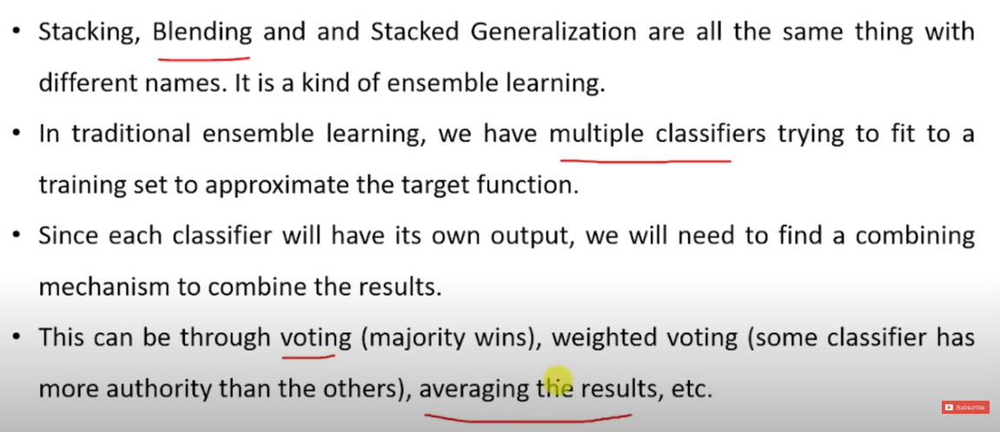 • Stacking, Blending and and Stacked Generalization are all the same thing with
different names. It is a kind of ensemble learning.
• In traditional ensemble learning, we have multiple classifiers trying to fit to a
training set to approximate the target function.
• Since each classifier will have its own output, we will need to find a combining
mechanism to combine the results.
• This can be through voting (majority wins), weighted voting (some classifier has
more authority than the others), averaging the results, etc.
Subscribe